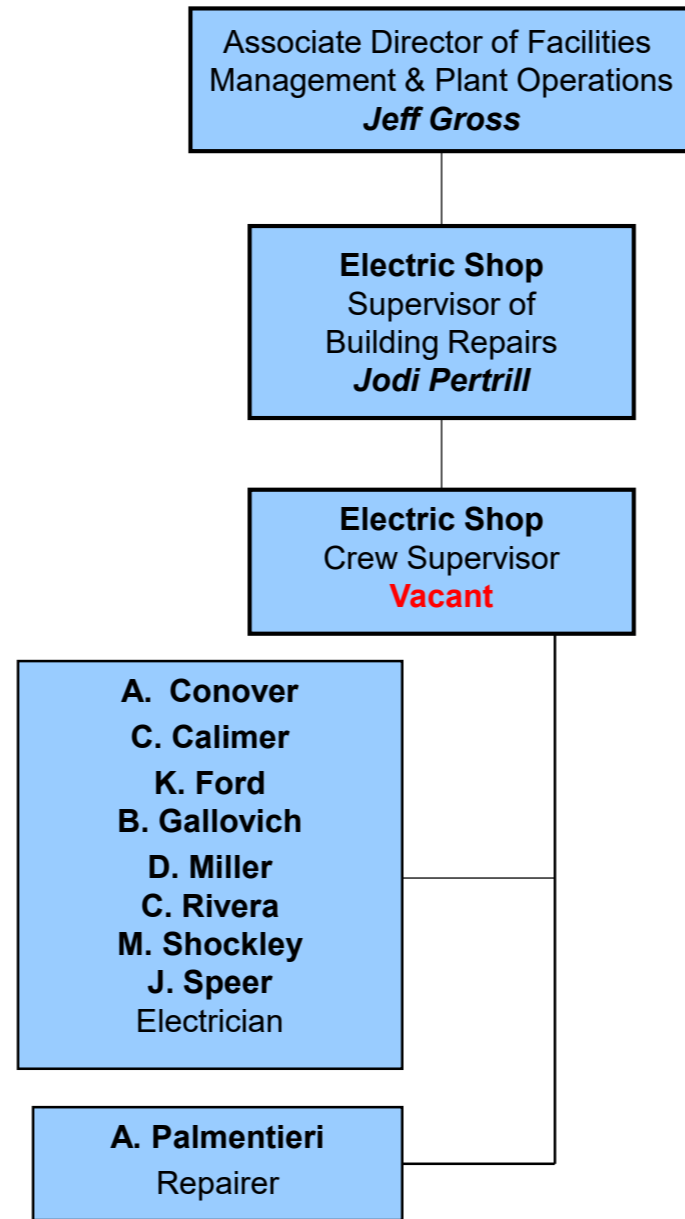 Associate Director of Facilities
Management & Plant Operations
Jeff Gross
Electric Shop
Supervisor of
Building Repairs
Jodi Pertrill
Electric Shop
Crew Supervisor
Vacant
A. Conover
C. Calimer
K. Ford
B. Gallovich
D. Miller
C. Rivera
M. Shockley
J. Speer
Electrician
A. Palmentieri
Repairer